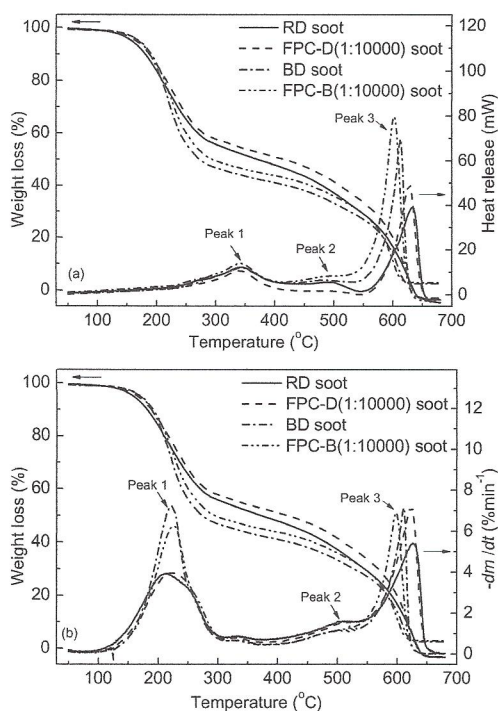 RD soot
FPC-D(1:10000) soot
BD soot
FPC-B(1:10000) soot
Peak 3
Peak 1
Peak 2
(a)
100
80
60
40
20
0
Weight loss (%)
120
100
80
60
40
20
0
Heat release (mW)
100 200 300 400 500 600 700
Temperature (°C)
RD soot
FPC-D(1:10000) soot
BD soot
FPC-B(1:10000) soot
Peak 1
Peak 3
Peak 2
(b)
100
80
60
40
20
0
Weight loss (%)
12
10
8
6
4
2
0
-dm/dt (%min-1)
100 200 300 400 500 600 700
Temperature (°C)